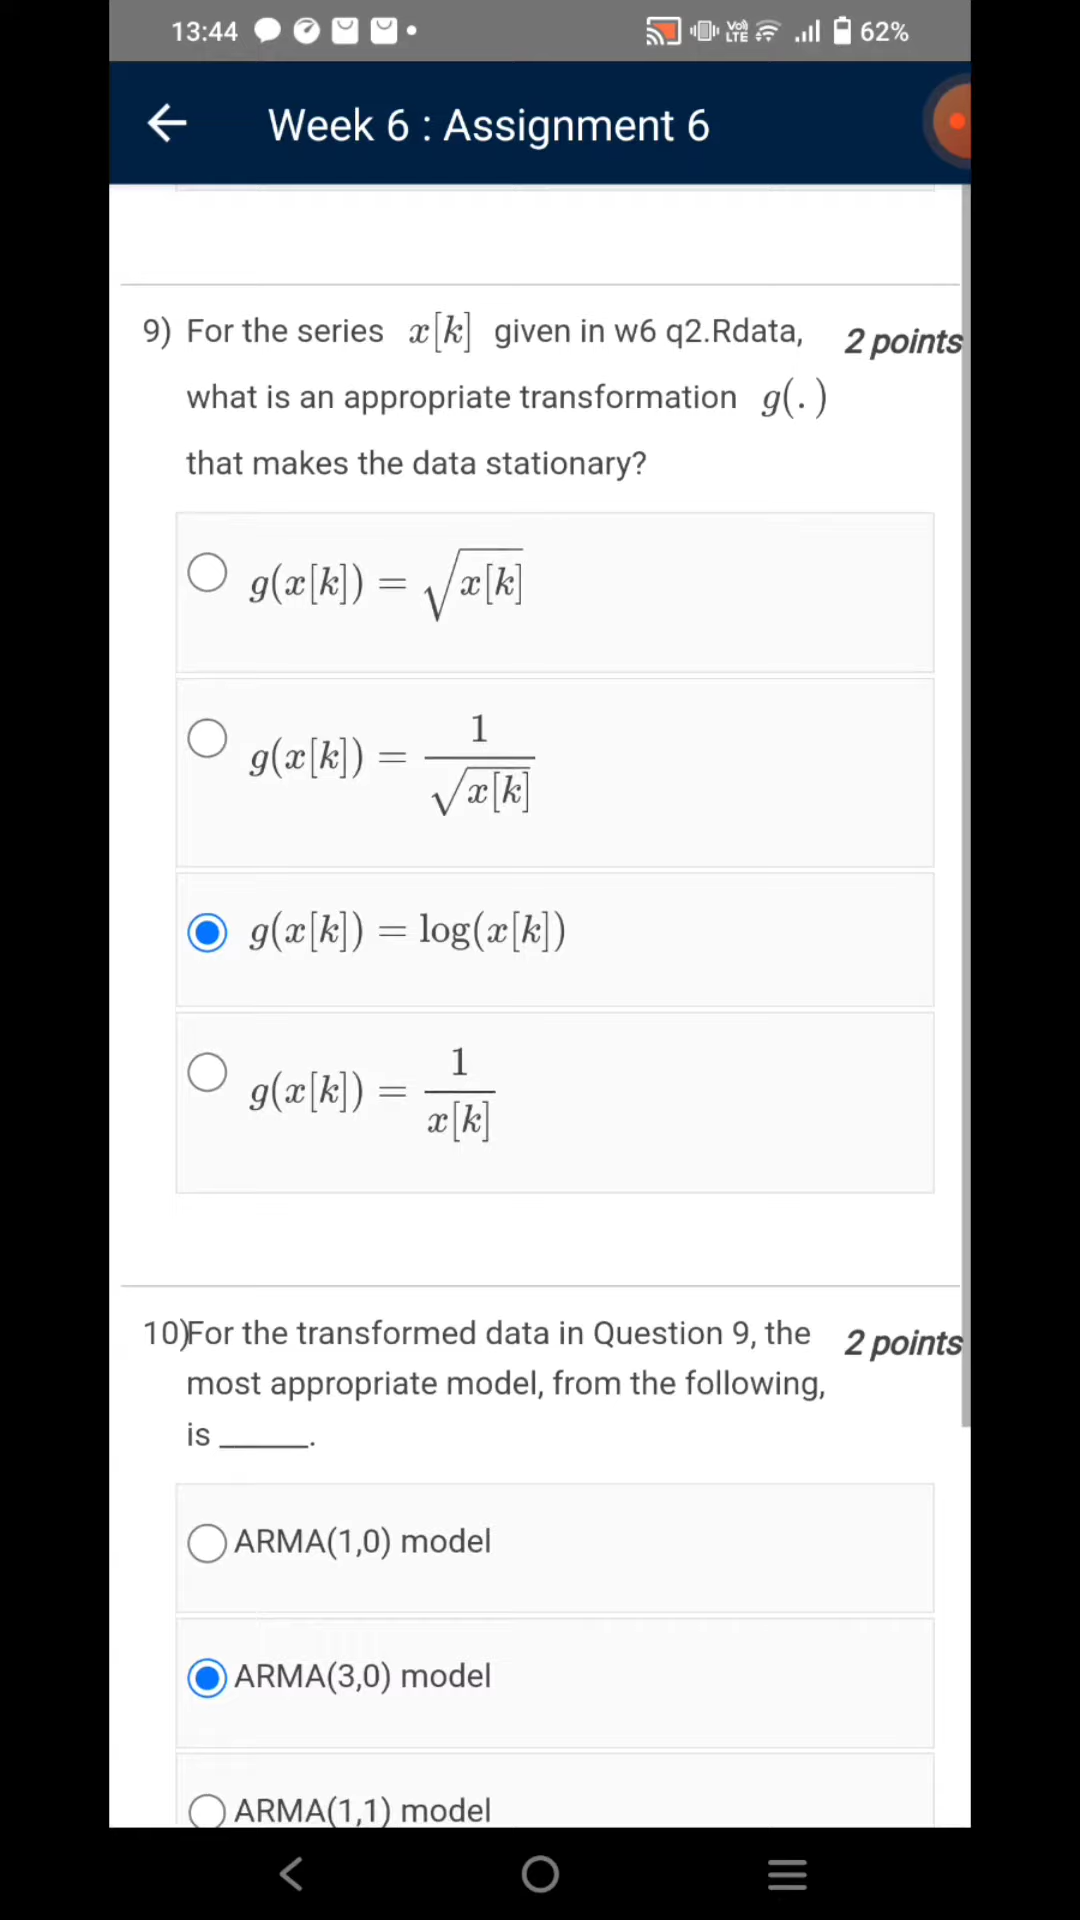 13:44 VoI) LTE 62%
Week 6 : Assignment 6
9) For the series x[k] given in w6 q2.Rdata, 2 points
what is an appropriate transformation g(.)
that makes the data stationary?
g(x[k]) = √x[k]
g(x[k]) = 1/√x[k]
g(x[k]) = log(x[k])
g(x[k]) = 1/x[k]
10)For the transformed data in Question 9, the 2 points
most appropriate model, from the following,
is _____.
ARMA(1,0) model
ARMA(3,0) model
ARMA(1,1) model